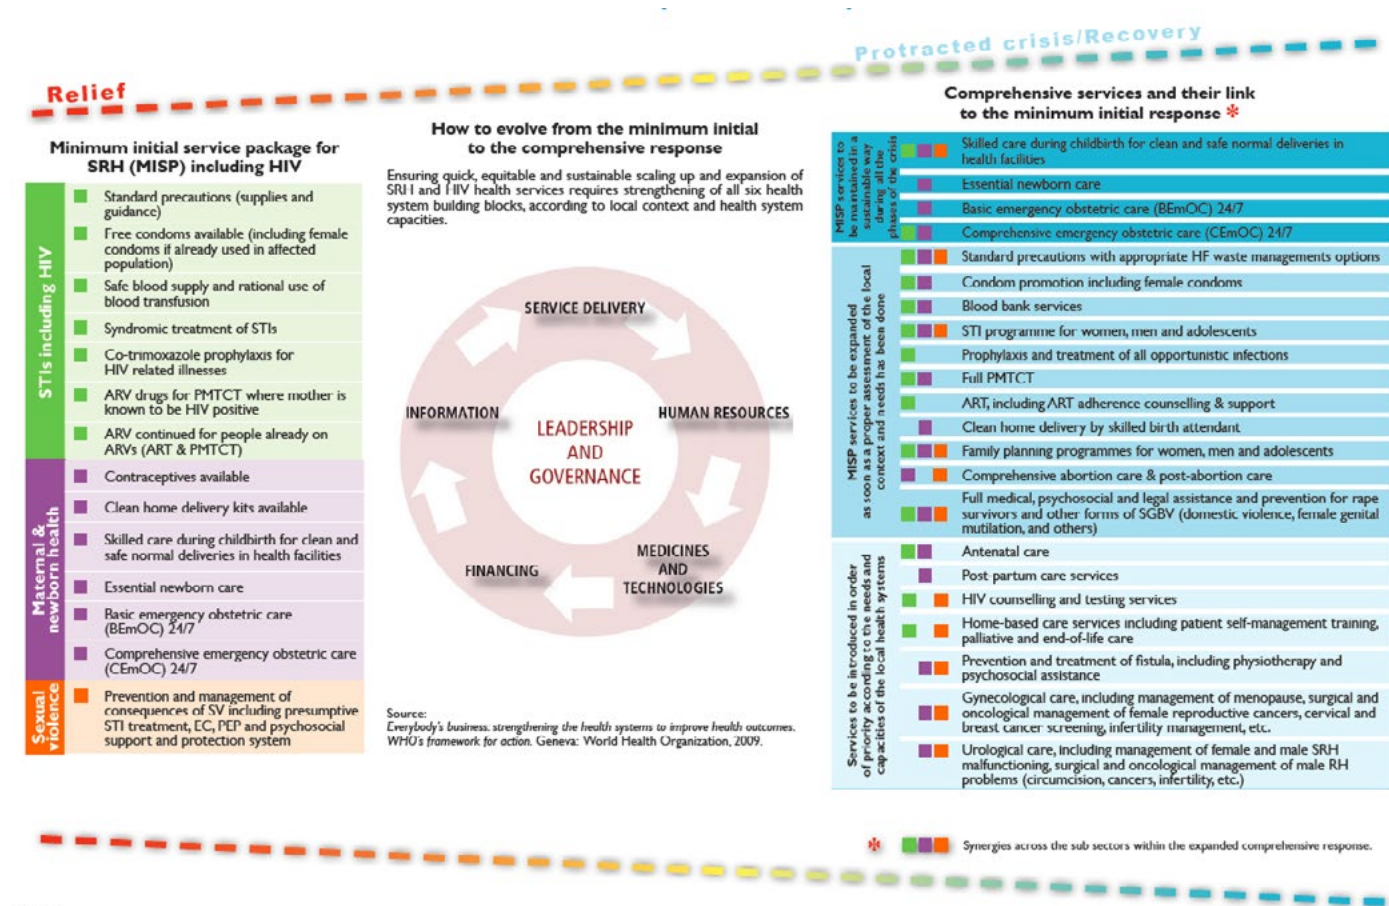 Protracted crisis/Recovery
Relief
Minimum initial service package for
SRH (MISP) including HIV
STIs including HIV
Standard precautions (supplies and
guidance)
Free condoms available (including female
condoms if already used in affected
population)
Safe blood supply and rational use of
blood transfusion
Syndromic treatment of STIs
Co-trimoxazole prophylaxis for
HIV related illnesses
ARV drugs for PMTCT where mother is
known to be HIV positive
ARV continued for people already on
ARVs (ART & PMTCT)
Maternal &
newborn health
Contraceptives available
Clean home delivery kits available
Skilled care during childbirth for clean and
safe normal deliveries in health facilities
Essential newborn care
Basic emergency obstetric care
(BEmOC) 24/7
Comprehensive emergency obstetric care
(CEmOC) 24/7
Sexual
violence
Prevention and management of
consequences of SV including presumptive
STI treatment, EC, PEP and psychosocial
support and protection system
How to evolve from the minimum initial
to the comprehensive response
Ensuring quick, equitable and sustainable scaling up and expansion of
SRH and HIV health services requires strengthening of all six health
system building blocks, according to local context and health system
capacities.
SERVICE DELIVERY
INFORMATION
HUMAN RESOURCES
LEADERSHIP
AND
GOVERNANCE
FINANCING
MEDICINES
AND
TECHNOLOGIES
Source:
Everybody's business. strengthening the health systems to improve health outcomes.
WHO's framework for action. Geneva: World Health Organization, 2009.
Comprehensive services and their link
to the minimum initial response *
MISP services to
be maintained in a
sustainable way
during all the
phases of the crisis
Skilled care during childbirth for clean and safe normal deliveries in
health facilities
Essential newborn care
Basic emergency obstetric care (BEmOC) 24/7
Comprehensive emergency obstetric care (CEmOC) 24/7
MISP services to be expanded
as soon as a proper assessment of the local
context and needs has been done
Standard precautions with appropriate HF waste managements options
Condom promotion including female condoms
Blood bank services
STI programme for women, men and adolescents
Prophylaxis and treatment of all opportunistic infections
Full PMTCT
ART, including ART adherence counselling & support
Clean home delivery by skilled birth attendant
Family planning programmes for women, men and adolescents
Comprehensive abortion care & post-abortion care
Full medical, psychosocial and legal assistance and prevention for rape
survivors and other forms of SGBV (domestic violence, female genital
mutilation, and others)
Services to be introduced in order
of priority according to the needs and
capacities of the local health systems
Antenatal care
Post partum care services
HIV counselling and testing services
Home-based care services including patient self-management training,
palliative and end-of-life care
Prevention and treatment of fistula, including physiotherapy and
psychosocial assistance
Gynecological care, including management of menopause, surgical and
oncological management of female reproductive cancers, cervical and
breast cancer screening, infertility management, etc.
Urological care, including management of female and male SRH
malfunctioning, surgical and oncological management of male RH
problems (circumcision, cancers, infertility, etc.)
* Synergies across the sub sectors within the expanded comprehensive response.